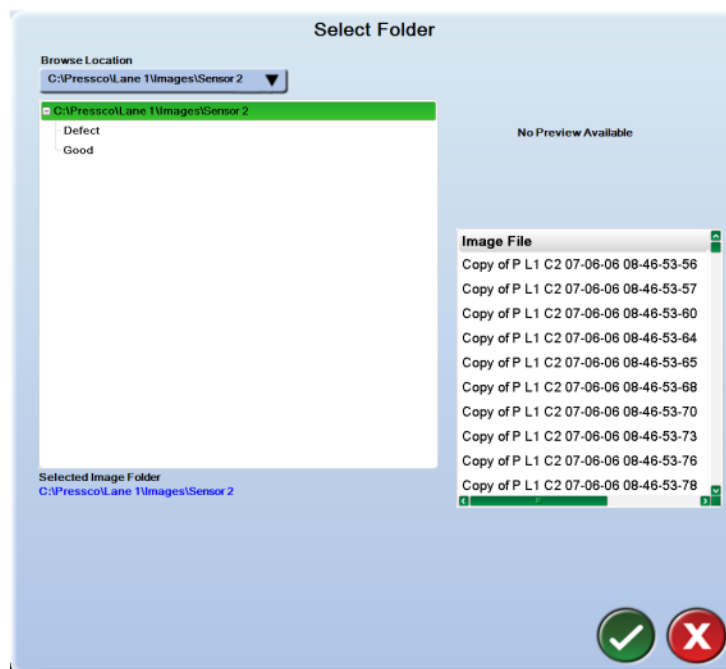 Select Folder
Browse Location
C:\Pressco\Lane 1\Images\Sensor 2
C:\Pressco\Lane 1\Images\Sensor 2
Defect
Good
No Preview Available
Image File
Copy of P L1 C2 07-06-06 08-46-53-56
Copy of P L1 C2 07-06-06 08-46-53-57
Copy of P L1 C2 07-06-06 08-46-53-60
Copy of P L1 C2 07-06-06 08-46-53-64
Copy of P L1 C2 07-06-06 08-46-53-65
Copy of P L1 C2 07-06-06 08-46-53-68
Copy of P L1 C2 07-06-06 08-46-53-70
Copy of P L1 C2 07-06-06 08-46-53-73
Copy of P L1 C2 07-06-06 08-46-53-76
Copy of P L1 C2 07-06-06 08-46-53-78
Selected Image Folder
C:\Pressco\Lane 1\Images\Sensor 2